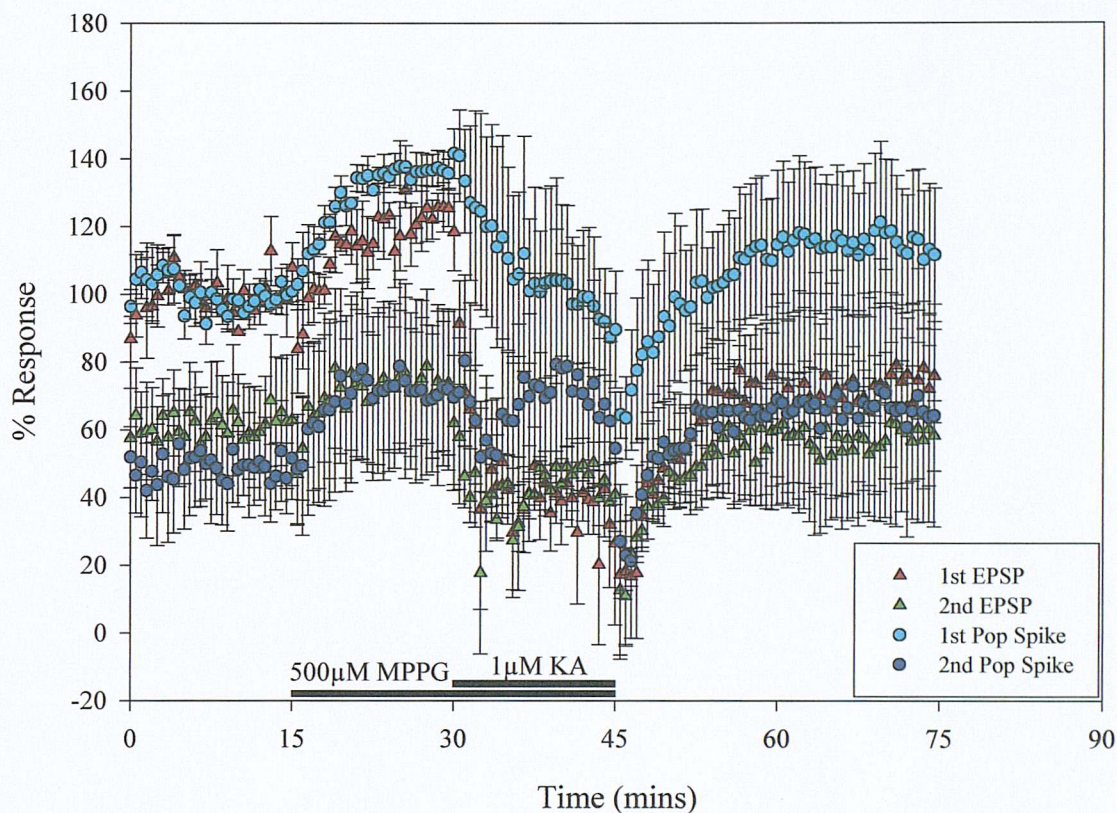 180
160
140
120
100
80
60
40
20
0
-20
% Response
500µM MPPG
1µM KA
1st EPSP
2nd EPSP
1st Pop Spike
2nd Pop Spike
0 15 30 45 60 75 90
Time (mins)